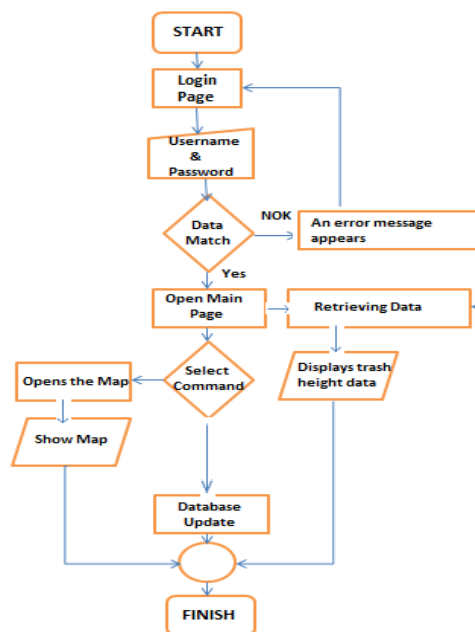 START
Login
Page
Username
&
Password
Data
Match
NOK
An error message
appears
Yes
Open Main
Page
Retrieving Data
Select
Command
Displays trash
height data
Opens the Map
Show Map
Database
Update
FINISH